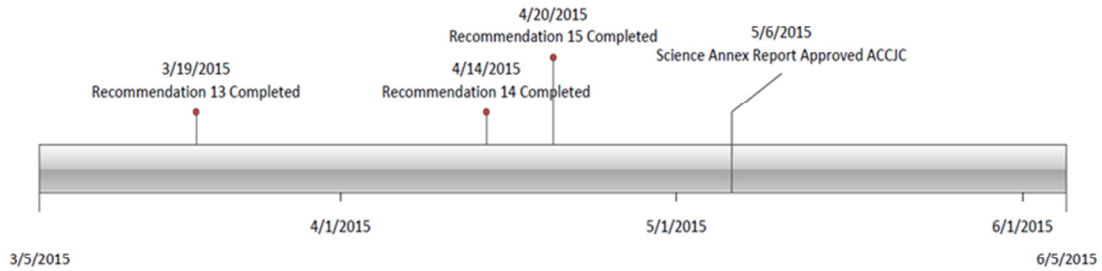 4/20/2015
Recommendation 15 Completed
5/6/2015
Science Annex Report Approved ACCJC
3/19/2015
Recommendation 13 Completed
4/14/2015
Recommendation 14 Completed
4/1/2015
5/1/2015
6/1/2015
3/5/2015
6/5/2015